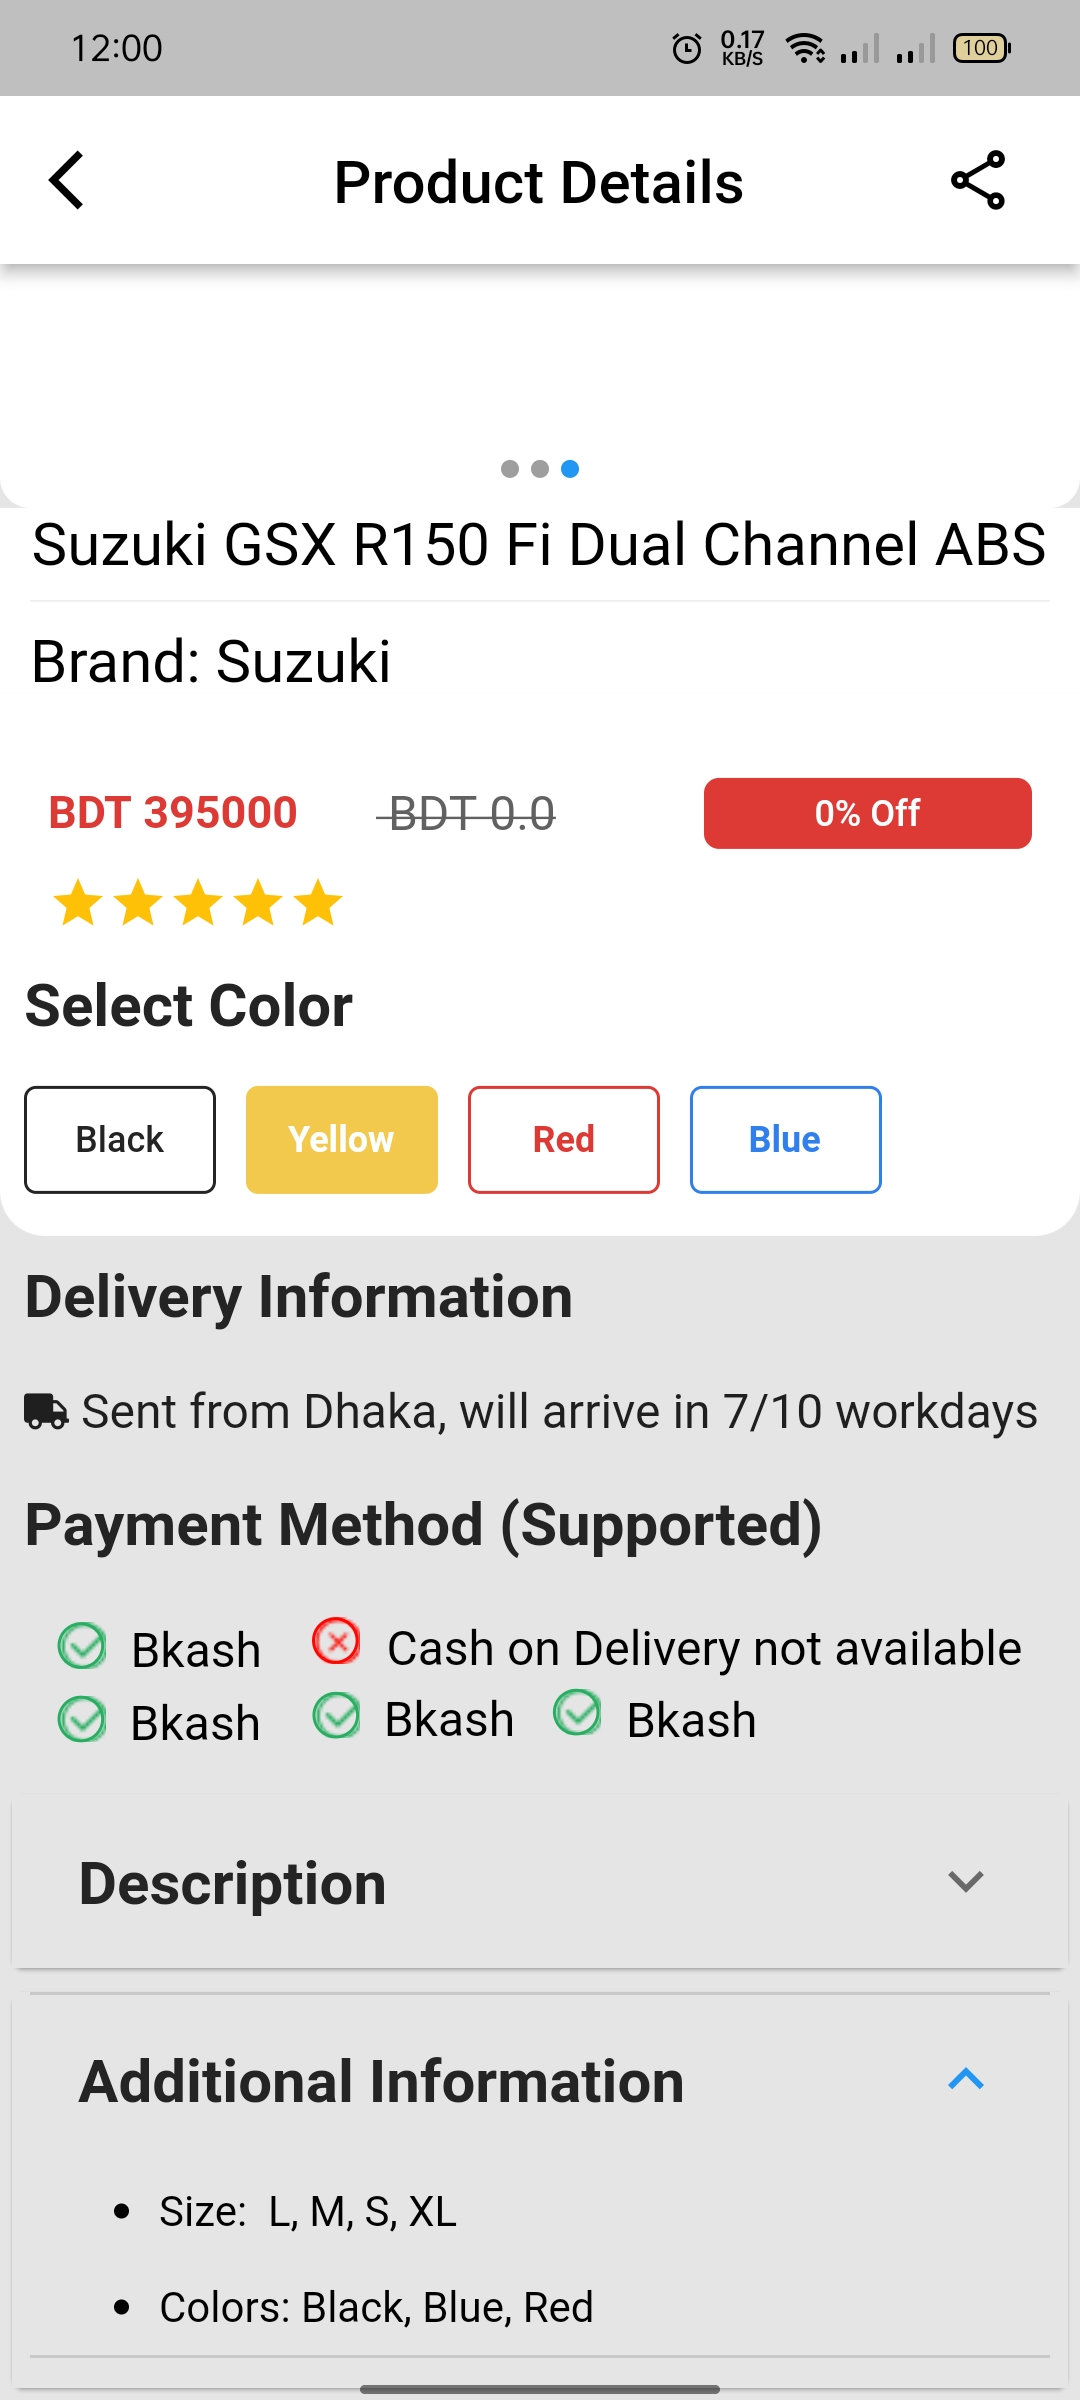 12:00
0.17
KB/S
100
Product Details
Suzuki GSX R150 Fi Dual Channel ABS
Brand: Suzuki
BDT 395000 BDT 0.0 0% Off
Select Color
Black Yellow Red Blue
Delivery Information
Sent from Dhaka, will arrive in 7/10 workdays
Payment Method (Supported)
Bkash Cash on Delivery not available
Bkash Bkash Bkash
Description
Additional Information
• Size: L, M, S, XL
• Colors: Black, Blue, Red